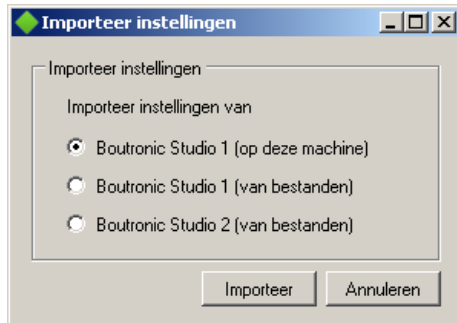 Importeer instellingen
Importeer instellingen
Importeer instellingen van
Boutronic Studio 1 (op deze machine)
Boutronic Studio 1 (van bestanden)
Boutronic Studio 2 (van bestanden)
Importeer
Annuleren